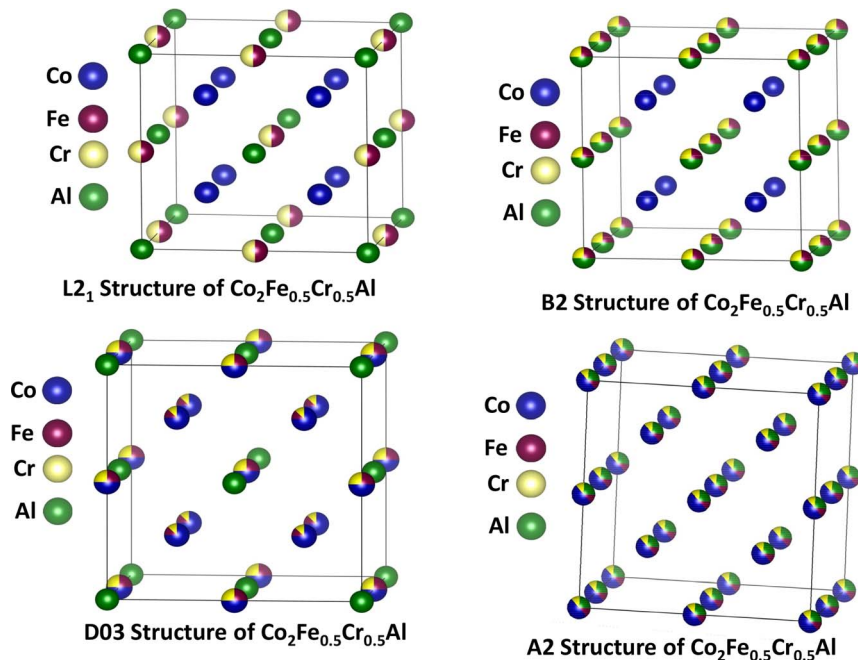 Co
Fe
Cr
Al
L2₁ Structure of Co₂Fe₀.₅Cr₀.₅Al
Co
Fe
Cr
Al
B2 Structure of Co₂Fe₀.₅Cr₀.₅Al
Co
Fe
Cr
Al
D03 Structure of Co₂Fe₀.₅Cr₀.₅Al
Co
Fe
Cr
Al
A2 Structure of Co₂Fe₀.₅Cr₀.₅Al